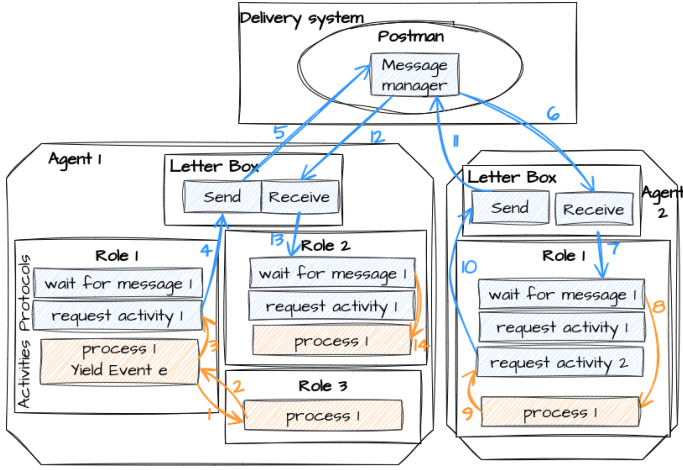 Delivery system
Postman
Message
manager
5
12
11
6
Agent 1
Letter Box
Send
Receive
4
13
Role 1
wait for message 1
request activity 1
process 1
Yield Event e
Protocols
Activities
3
2
1
Role 2
wait for message 1
request activity 1
process 1
14
Role 3
process 1
Agent
2
Letter Box
Send
Receive
10
7
Role 1
wait for message 1
request activity 1
request activity 2
process 1
8
9